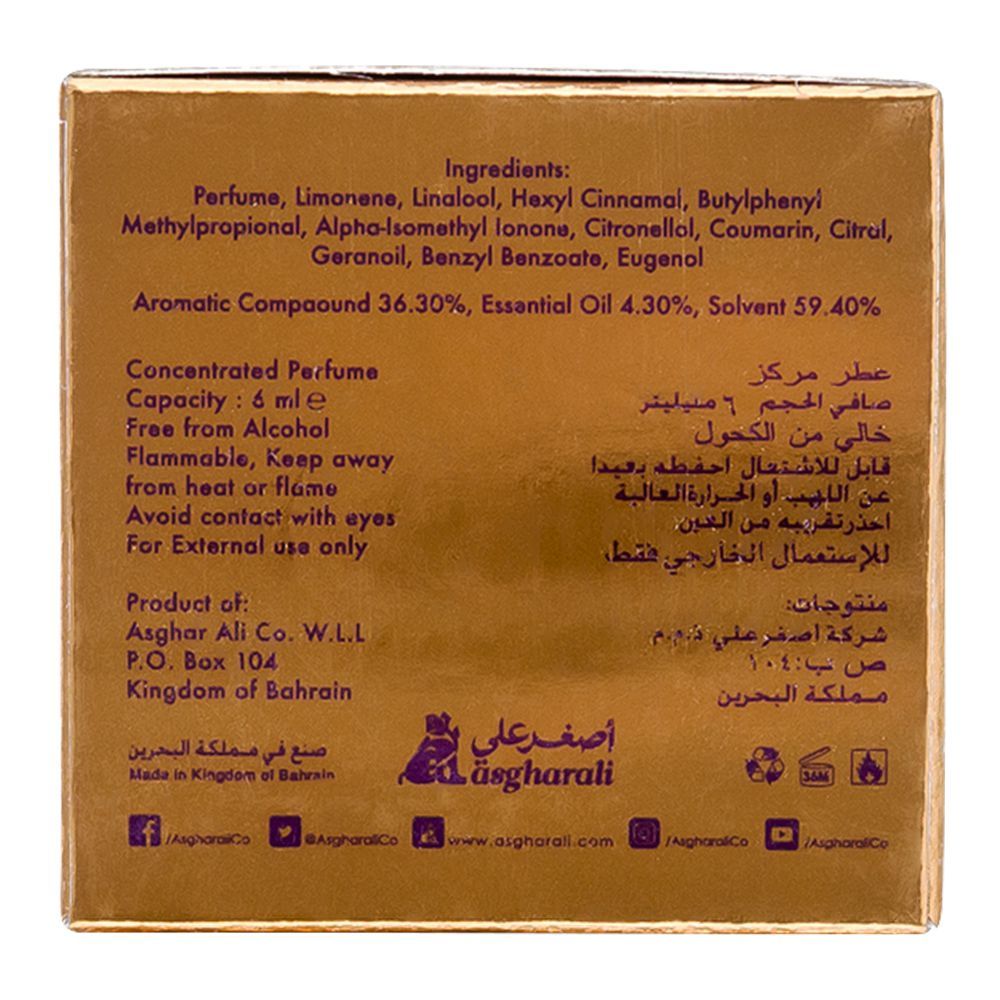 Ingredients:
Perfume, Limonene, Linalool, Hexyl Cinnamal, Butylphenyl
Methylpropional, Alpha-Isomethyl Ionone, Citronellol, Coumarin, Citral,
Geranoil, Benzyl Benzoate, Eugenol
Aromatic Compaound 36.30%, Essential Oil 4.30%, Solvent 59.40%
Concentrated Perfume
Capacity : 6 ml e
Free from Alcohol
Flammable, Keep away
from heat or flame
Avoid contact with eyes
For External use only
عطر مركز
صافي الحجم ٦ ميليليتر
خالي من الكحول
قابل للاشتعال احفظه بعيدا
عن اللهب أو الحرارة العالية
احذر تقريبه من العين
للإستعمال الخارجي فقط.
Product of:
Asghar Ali Co. W.L.L
P.O. Box 104
Kingdom of Bahrain
منتوجات:
شركة أصغر علي ذ.م.م
ص ب: ١٠٤
مملكة البحرين
صنع في مملكة البحرين
Made in Kingdom of Bahrain
أصغر علي
asgharali
36M
/AsgharaliCo
@AsgharaliCo
www.asgharali.com
/AsgharaliCo
/AsgharaliCo